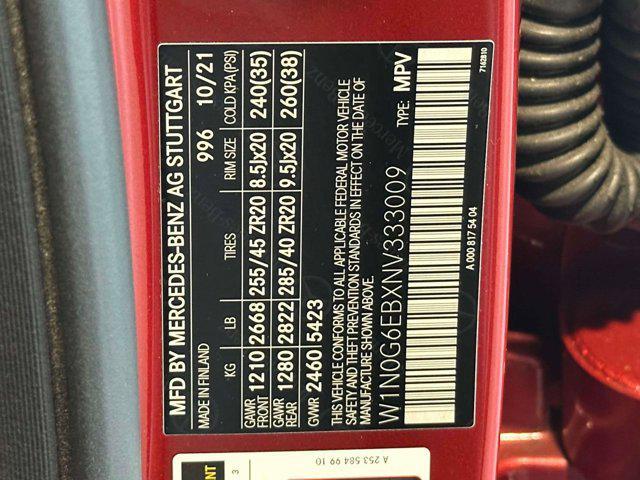 MFD BY MERCEDES-BENZ AG STUTTGART
MADE IN FINLAND 996 10/21
KG LB TIRES RIM SIZE COLD KPA(PSI)
GAWR FRONT 1210 2668 255/45 ZR20 8.5Jx20 240(35)
GAWR REAR 1280 2822 285/40 ZR20 9.5Jx20 260(38)
GVWR 2460 5423
THIS VEHICLE CONFORMS TO ALL APPLICABLE FEDERAL MOTOR VEHICLE
SAFETY AND THEFT PREVENTION STANDARDS IN EFFECT ON THE DATE OF
MANUFACTURE SHOWN ABOVE.
W1N0G6EBXNV333009 TYPE: MPV
A 000 817 54 04
7162810
A 253 584 99 10
3